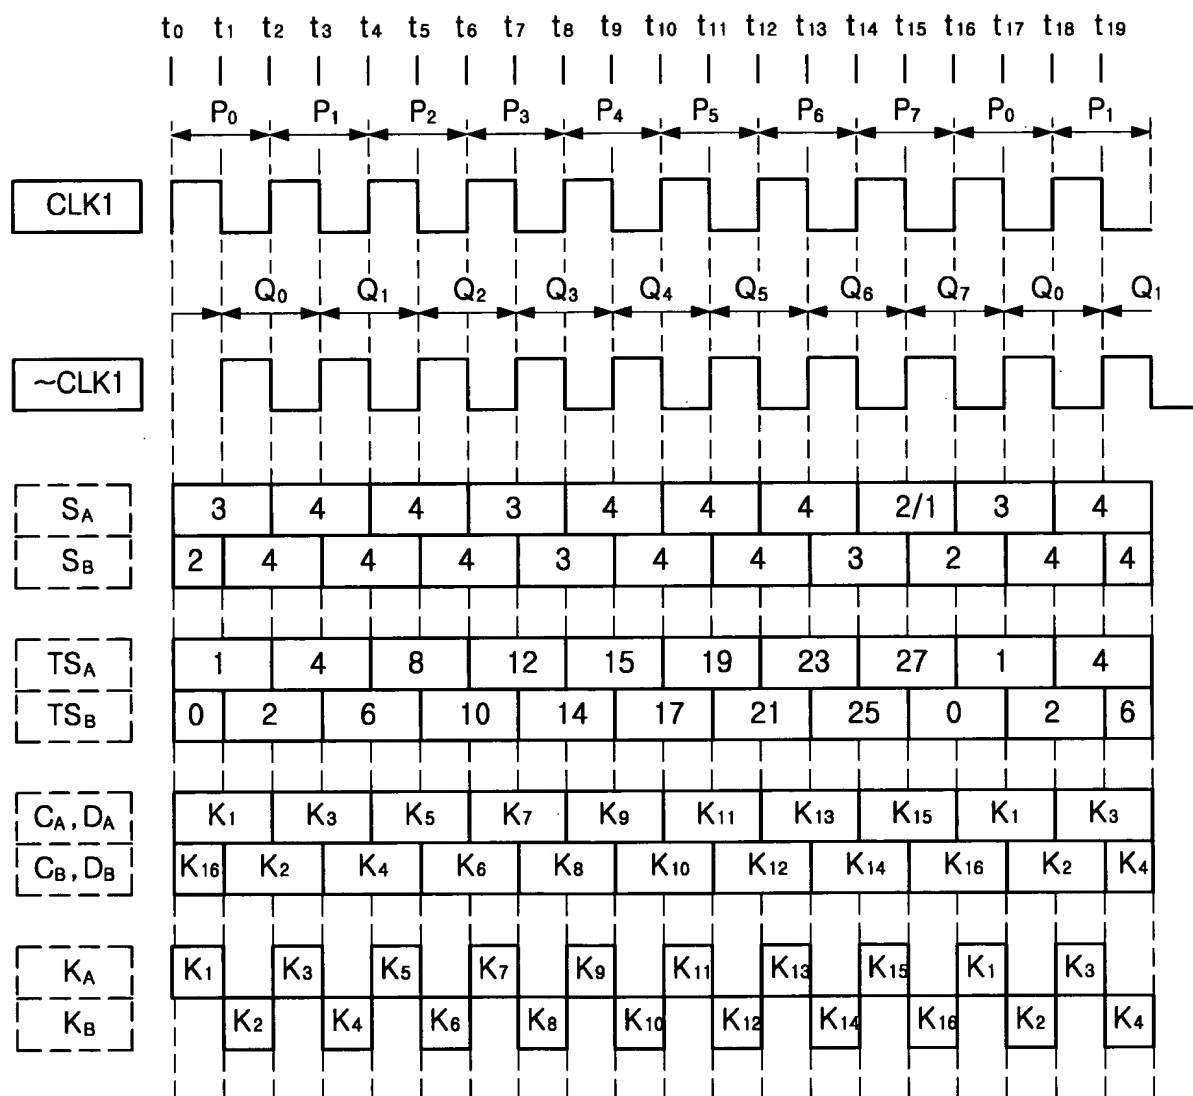 t0 t1 t2 t3 t4 t5 t6 t7 t8 t9 t10 t11 t12 t13 t14 t15 t16 t17 t18 t19
P0 P1 P2 P3 P4 P5 P6 P7 P0 P1
CLK1
Q0 Q1 Q2 Q3 Q4 Q5 Q6 Q7 Q0 Q1
~CLK1
SA 3 4 4 3 4 4 4 2/1 3 4
SB 2 4 4 4 3 4 4 3 2 4 4
TSA 1 4 8 12 15 19 23 27 1 4
TSB 0 2 6 10 14 17 21 25 0 2 6
CA, DA K1 K3 K5 K7 K9 K11 K13 K15 K1 K3
CB, DB K16 K2 K4 K6 K8 K10 K12 K14 K16 K2 K4
KA K1 K3 K5 K7 K9 K11 K13 K15 K1 K3
KB K2 K4 K6 K8 K10 K12 K14 K16 K2 K4